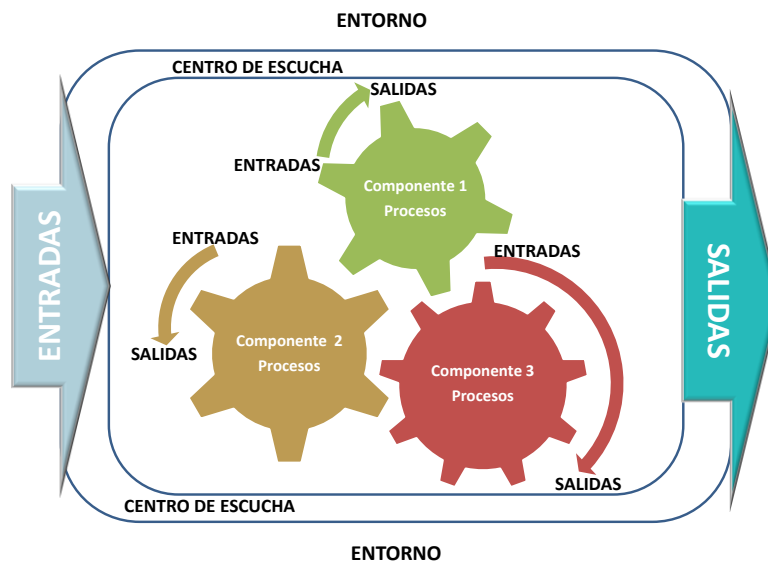 ENTORNO
CENTRO DE ESCUCHA
SALIDAS
ENTRADAS
Componente 1
Procesos
ENTRADAS
ENTRADAS
SALIDAS
Componente 2
Procesos
Componente 3
Procesos
SALIDAS
ENTRADAS
SALIDAS
CENTRO DE ESCUCHA
ENTORNO